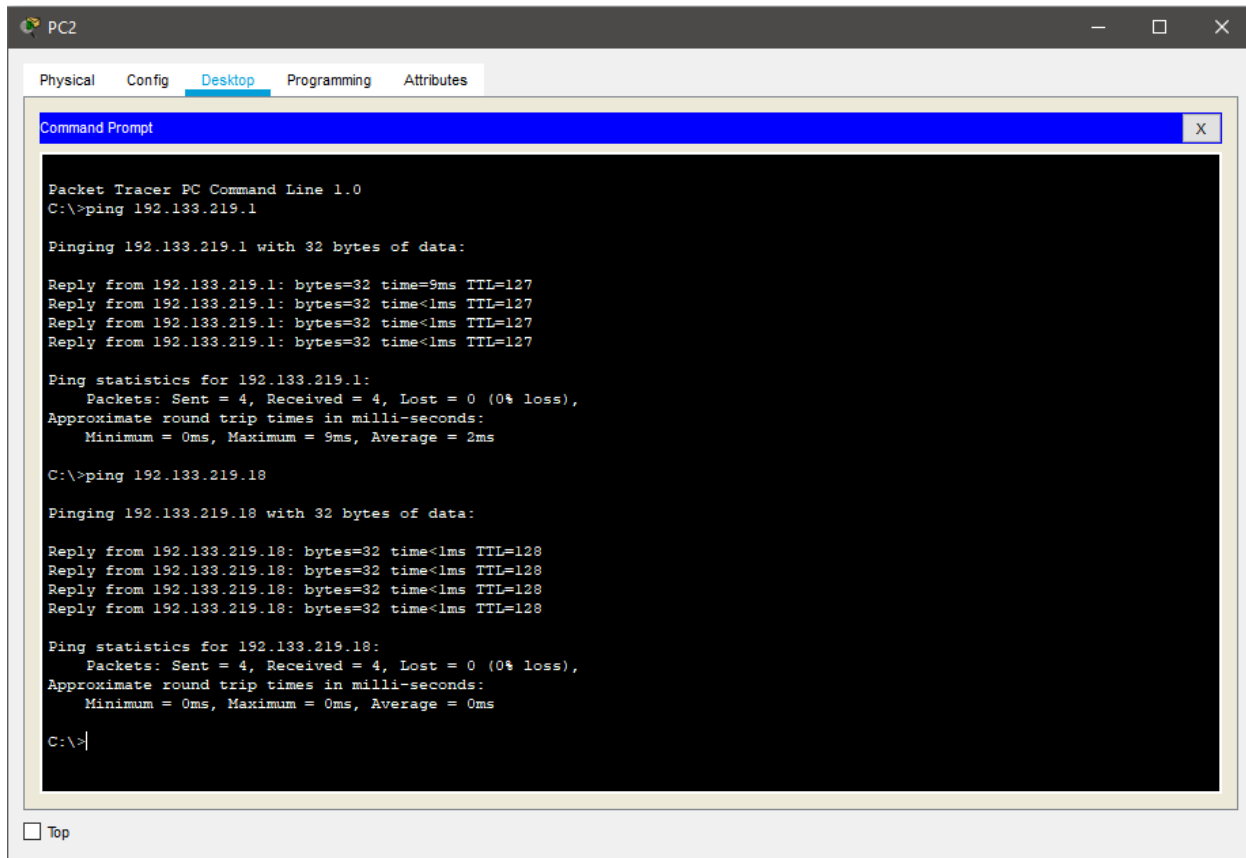 PC2
Physical Config Desktop Programming Attributes
Command Prompt
X
Packet Tracer PC Command Line 1.0
C:\>ping 192.133.219.1
Pinging 192.133.219.1 with 32 bytes of data:
Reply from 192.133.219.1: bytes=32 time=9ms TTL=127
Reply from 192.133.219.1: bytes=32 time<1ms TTL=127
Reply from 192.133.219.1: bytes=32 time<1ms TTL=127
Reply from 192.133.219.1: bytes=32 time<1ms TTL=127
Ping statistics for 192.133.219.1:
Packets: Sent = 4, Received = 4, Lost = 0 (0% loss),
Approximate round trip times in milli-seconds:
Minimum = 0ms, Maximum = 9ms, Average = 2ms
C:\>ping 192.133.219.18
Pinging 192.133.219.18 with 32 bytes of data:
Reply from 192.133.219.18: bytes=32 time<1ms TTL=128
Reply from 192.133.219.18: bytes=32 time<1ms TTL=128
Reply from 192.133.219.18: bytes=32 time<1ms TTL=128
Reply from 192.133.219.18: bytes=32 time<1ms TTL=128
Ping statistics for 192.133.219.18:
Packets: Sent = 4, Received = 4, Lost = 0 (0% loss),
Approximate round trip times in milli-seconds:
Minimum = 0ms, Maximum = 0ms, Average = 0ms
C:\>
Top